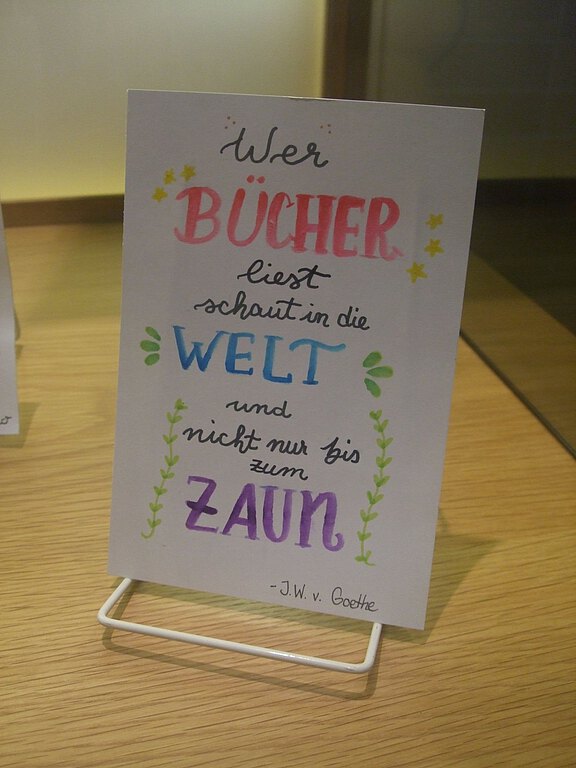 Wer
BÜCHER
liest
schaut in die
WELT
und
nicht nur bis
zum
ZAUN
- J.W. v. Goethe